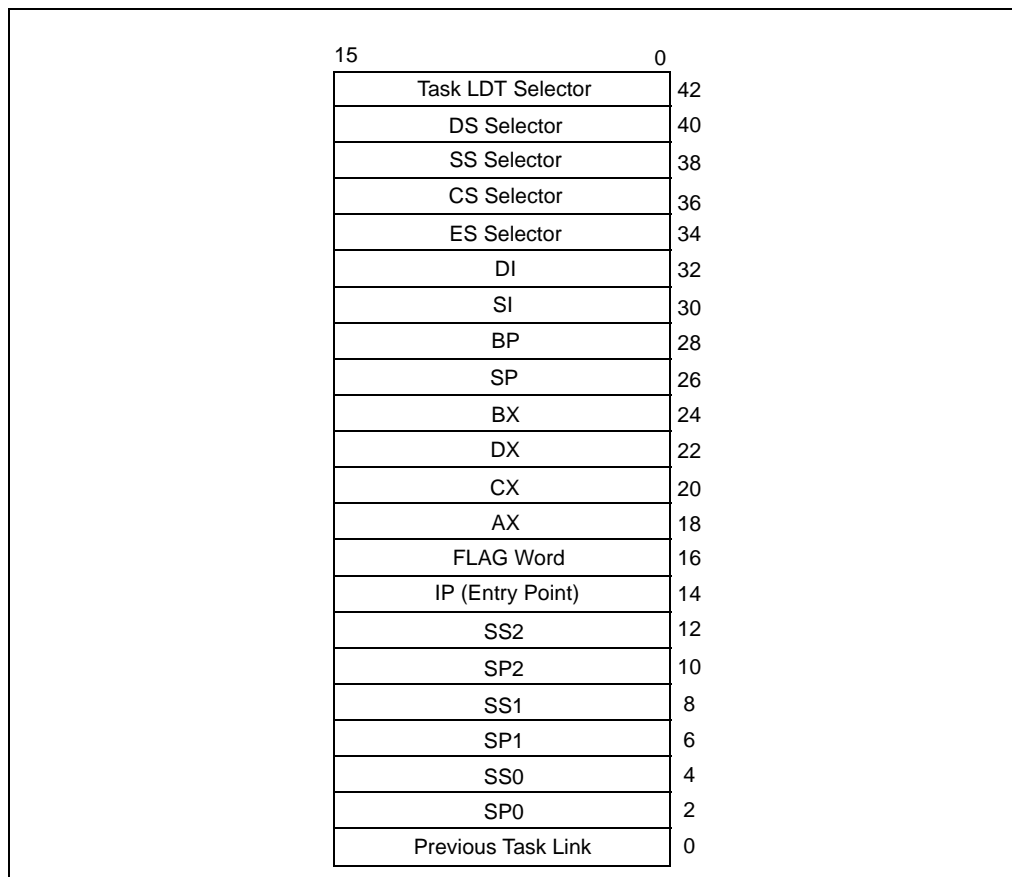 15 0
Task LDT Selector 42
DS Selector 40
SS Selector 38
CS Selector 36
ES Selector 34
DI 32
SI 30
BP 28
SP 26
BX 24
DX 22
CX 20
AX 18
FLAG Word 16
IP (Entry Point) 14
SS2 12
SP2 10
SS1 8
SP1 6
SS0 4
SP0 2
Previous Task Link 0